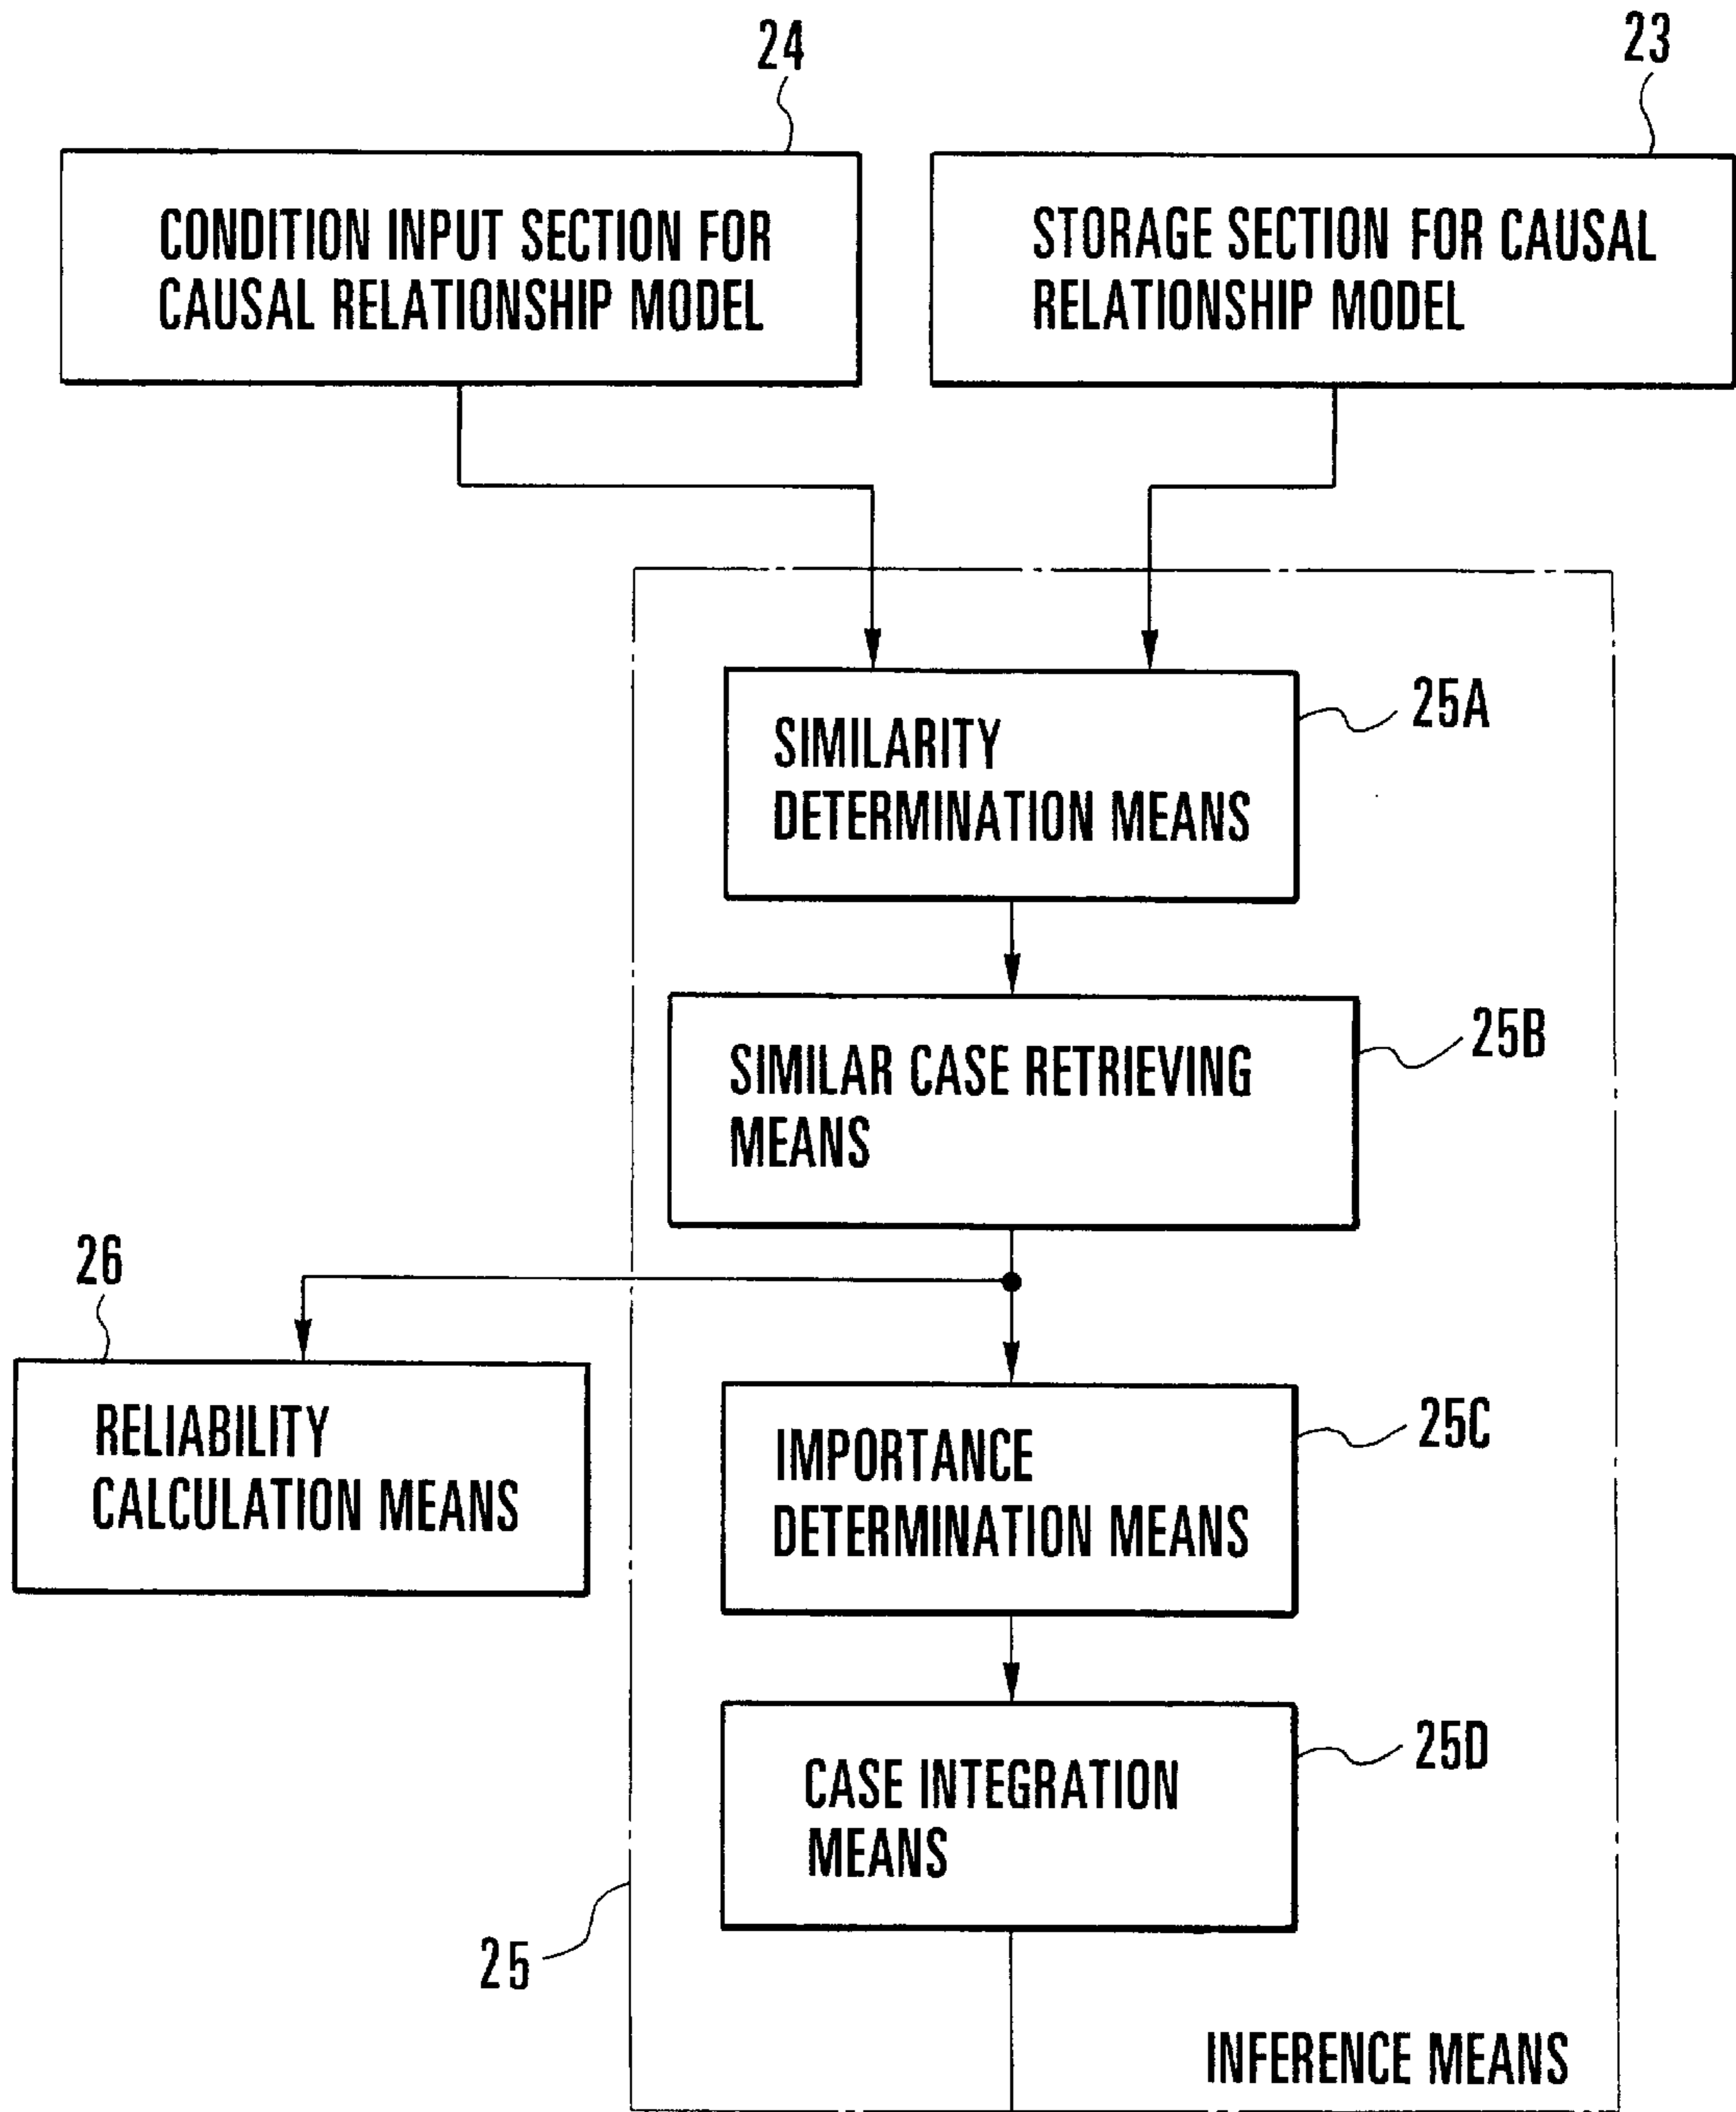 24
23
CONDITION INPUT SECTION FOR
CAUSAL RELATIONSHIP MODEL
STORAGE SECTION FOR CAUSAL
RELATIONSHIP MODEL
25A
SIMILARITY
DETERMINATION MEANS
25B
SIMILAR CASE RETRIEVING
MEANS
26
RELIABILITY
CALCULATION MEANS
25C
IMPORTANCE
DETERMINATION MEANS
25D
CASE INTEGRATION
MEANS
25
INFERENCE MEANS